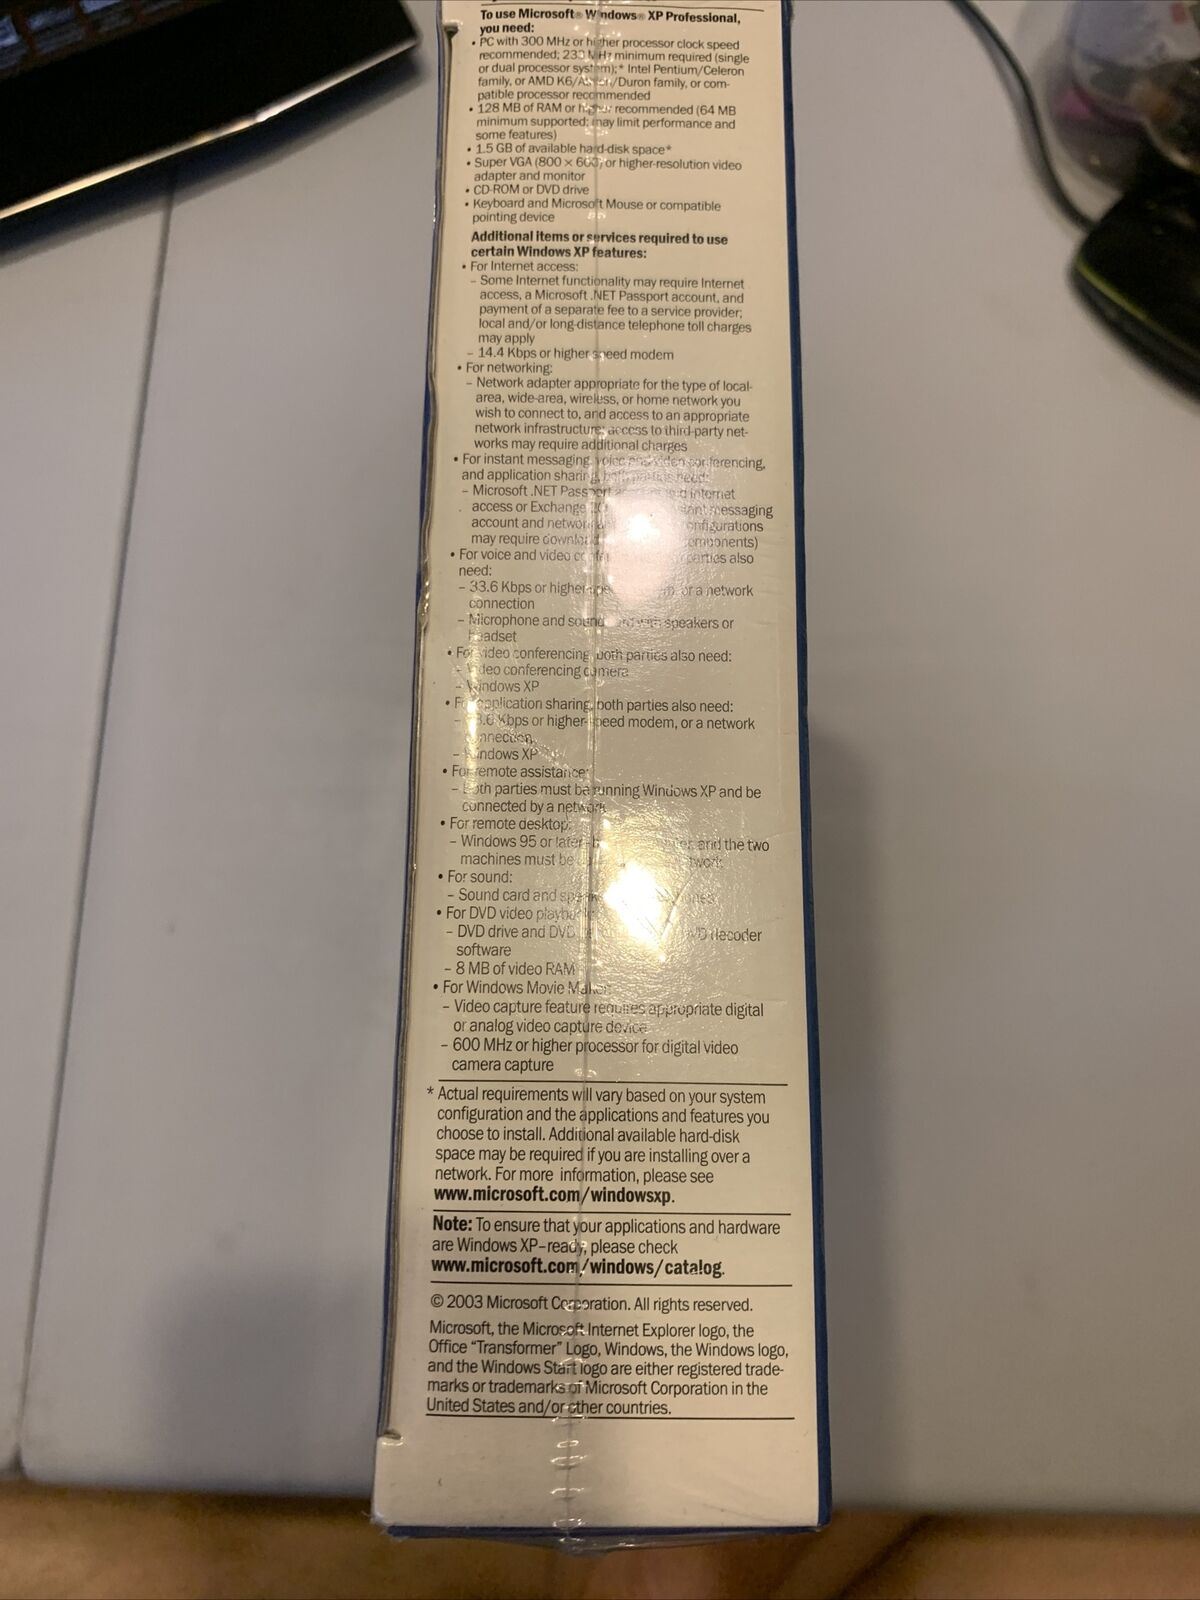 To use Microsoft® Windows® XP Professional,
you need:
• PC with 300 MHz or higher processor clock speed
recommended; 233 MHz minimum required (single
or dual processor system);* Intel Pentium/Celeron
family, or AMD K6/Athlon/Duron family, or com-
patible processor recommended
• 128 MB of RAM or higher recommended (64 MB
minimum supported; may limit performance and
some features)
• 1.5 GB of available hard-disk space*
• Super VGA (800 × 600) or higher-resolution video
adapter and monitor
• CD-ROM or DVD drive
• Keyboard and Microsoft Mouse or compatible
pointing device
Additional items or services required to use
certain Windows XP features:
• For Internet access:
– Some Internet functionality may require Internet
access, a Microsoft .NET Passport account, and
payment of a separate fee to a service provider;
local and/or long-distance telephone toll charges
may apply
– 14.4 Kbps or higher speed modem
• For networking:
– Network adapter appropriate for the type of local-
area, wide-area, wireless, or home network you
wish to connect to, and access to an appropriate
network infrastructure; access to third-party net-
works may require additional charges
• For instant messaging, voice and video conferencing,
and application sharing, both parties need:
– Microsoft .NET Passport and Internet
access or Exchange messaging
account and network configurations
may require download components)
• For voice and video parties also
need:
– 33.6 Kbps or higher or a network
connection
– Microphone and sound card with speakers or
headset
• For video conferencing, both parties also need:
– Video conferencing camera
– Windows XP
• For application sharing, both parties also need:
– 33.6 Kbps or higher-speed modem, or a network
connection
– Windows XP
• For remote assistance:
– Both parties must be running Windows XP and be
connected by a network
• For remote desktop:
– Windows 95 or later- and the two
machines must be network
• For sound:
– Sound card and
• For DVD video playback:
– DVD drive and DVD DVD decoder
software
– 8 MB of video RAM
• For Windows Movie Maker:
– Video capture feature requires appropriate digital
or analog video capture device
– 600 MHz or higher processor for digital video
camera capture
* Actual requirements will vary based on your system
configuration and the applications and features you
choose to install. Additional available hard-disk
space may be required if you are installing over a
network. For more information, please see
www.microsoft.com/windowsxp.
Note: To ensure that your applications and hardware
are Windows XP–ready, please check
www.microsoft.com/windows/catalog.
© 2003 Microsoft Corporation. All rights reserved.
Microsoft, the Microsoft Internet Explorer logo, the
Office "Transformer" Logo, Windows, the Windows logo,
and the Windows Start logo are either registered trade-
marks or trademarks of Microsoft Corporation in the
United States and/or other countries.